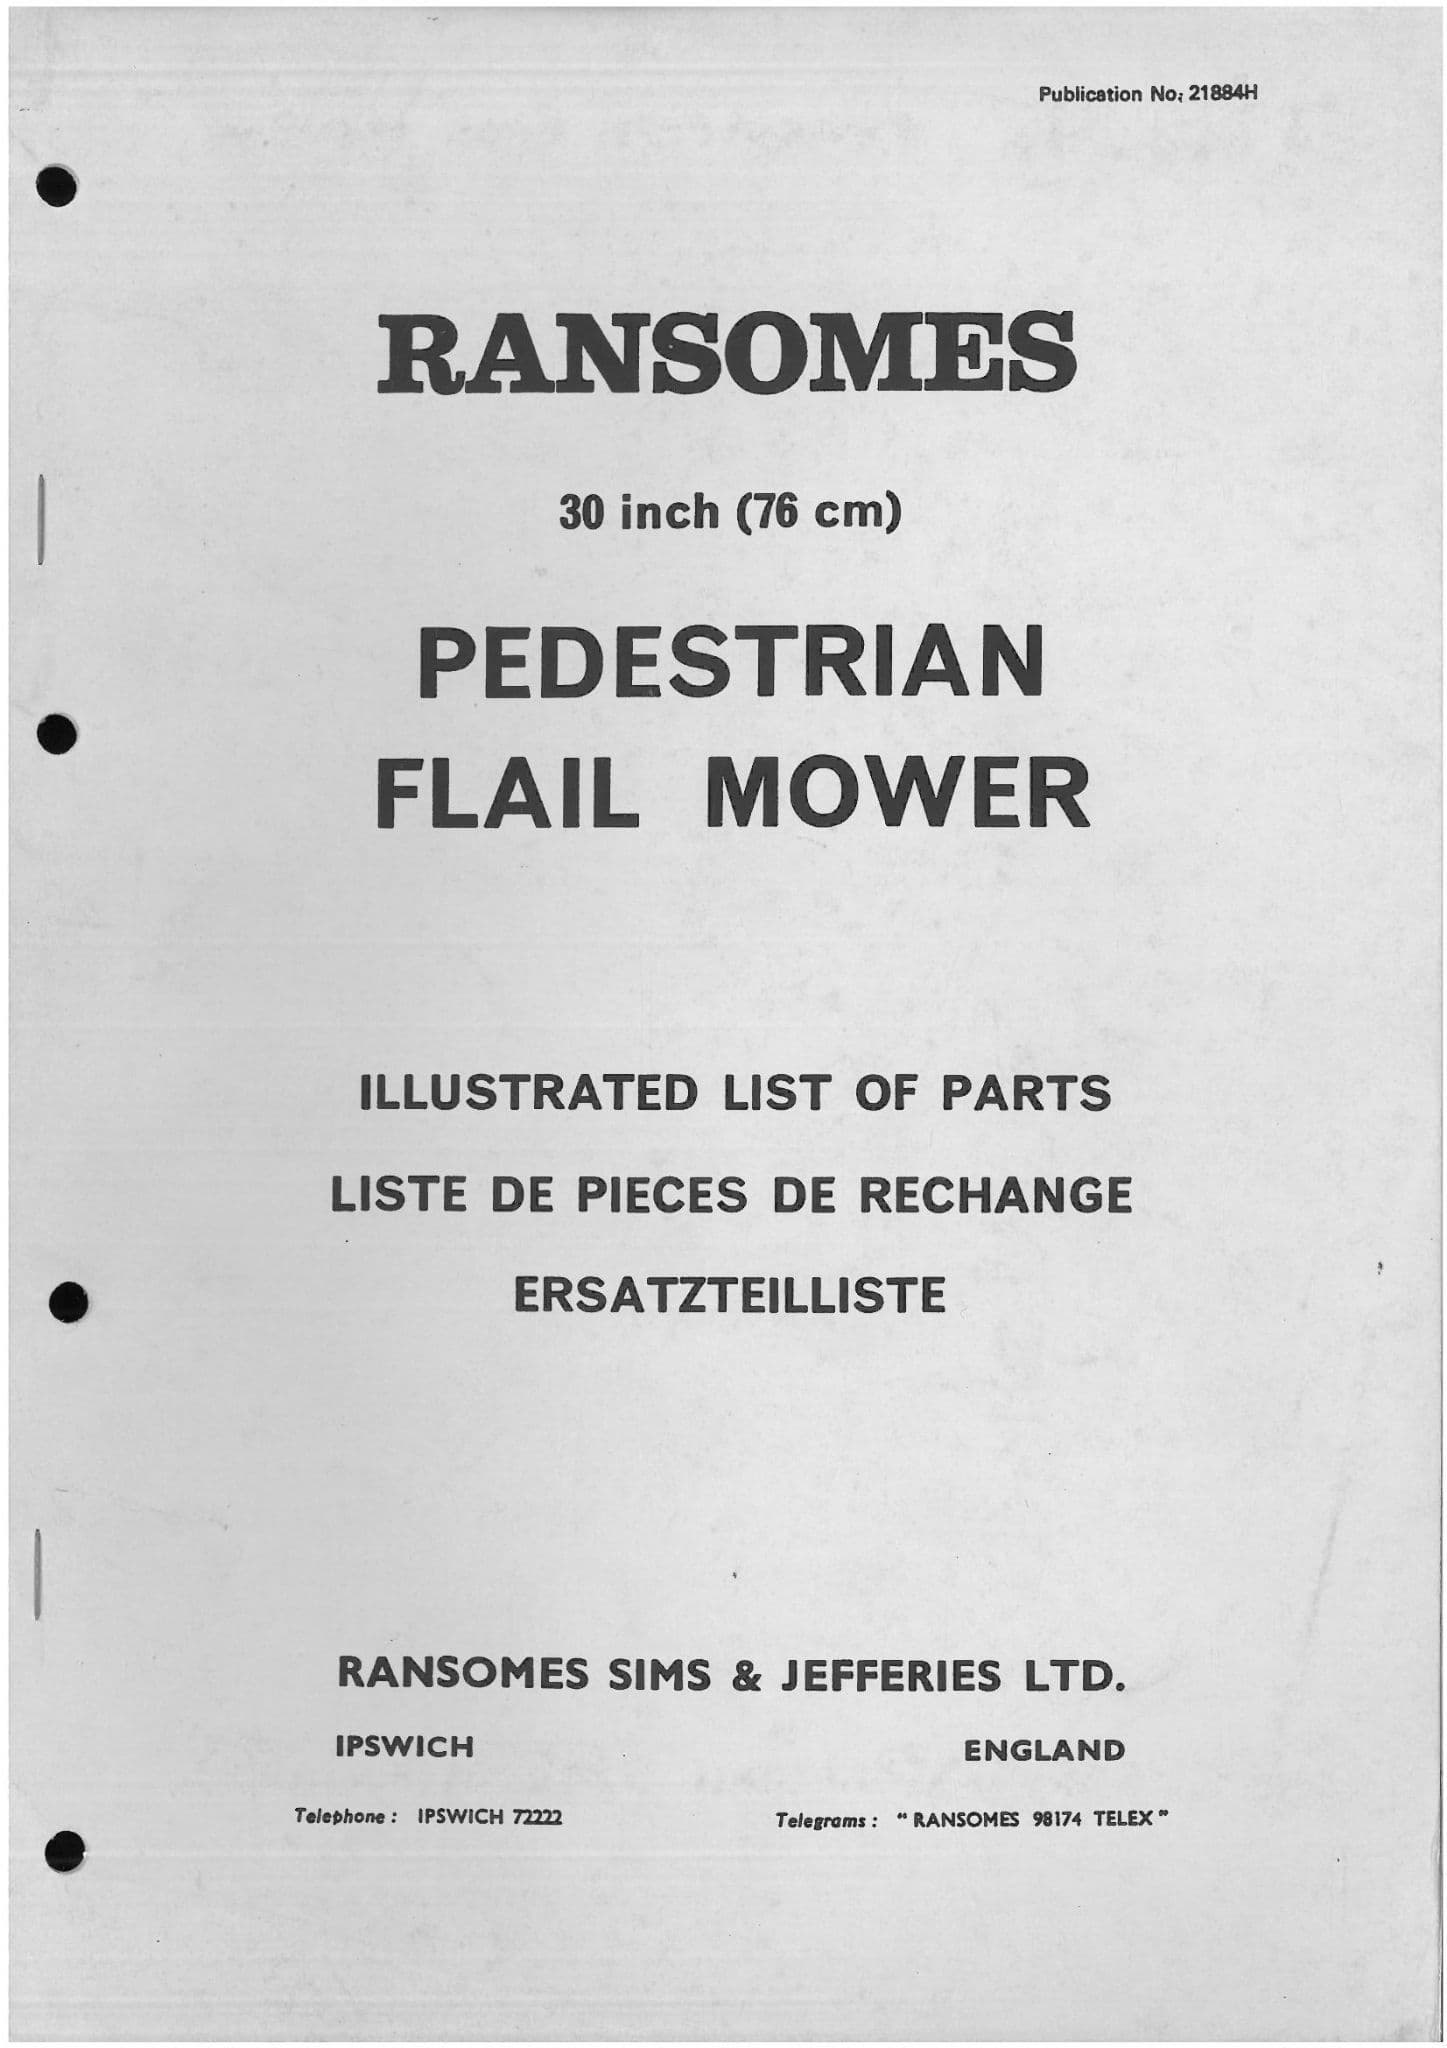 Publication No: 21884H
RANSOMES
30 inch (76 cm)
PEDESTRIAN
FLAIL MOWER
ILLUSTRATED LIST OF PARTS
LISTE DE PIECES DE RECHANGE
ERSATZTEILLISTE
RANSOMES SIMS & JEFFERIES LTD.
IPSWICH ENGLAND
Telephone : IPSWICH 72222 Telegrams : “ RANSOMES 98174 TELEX ”